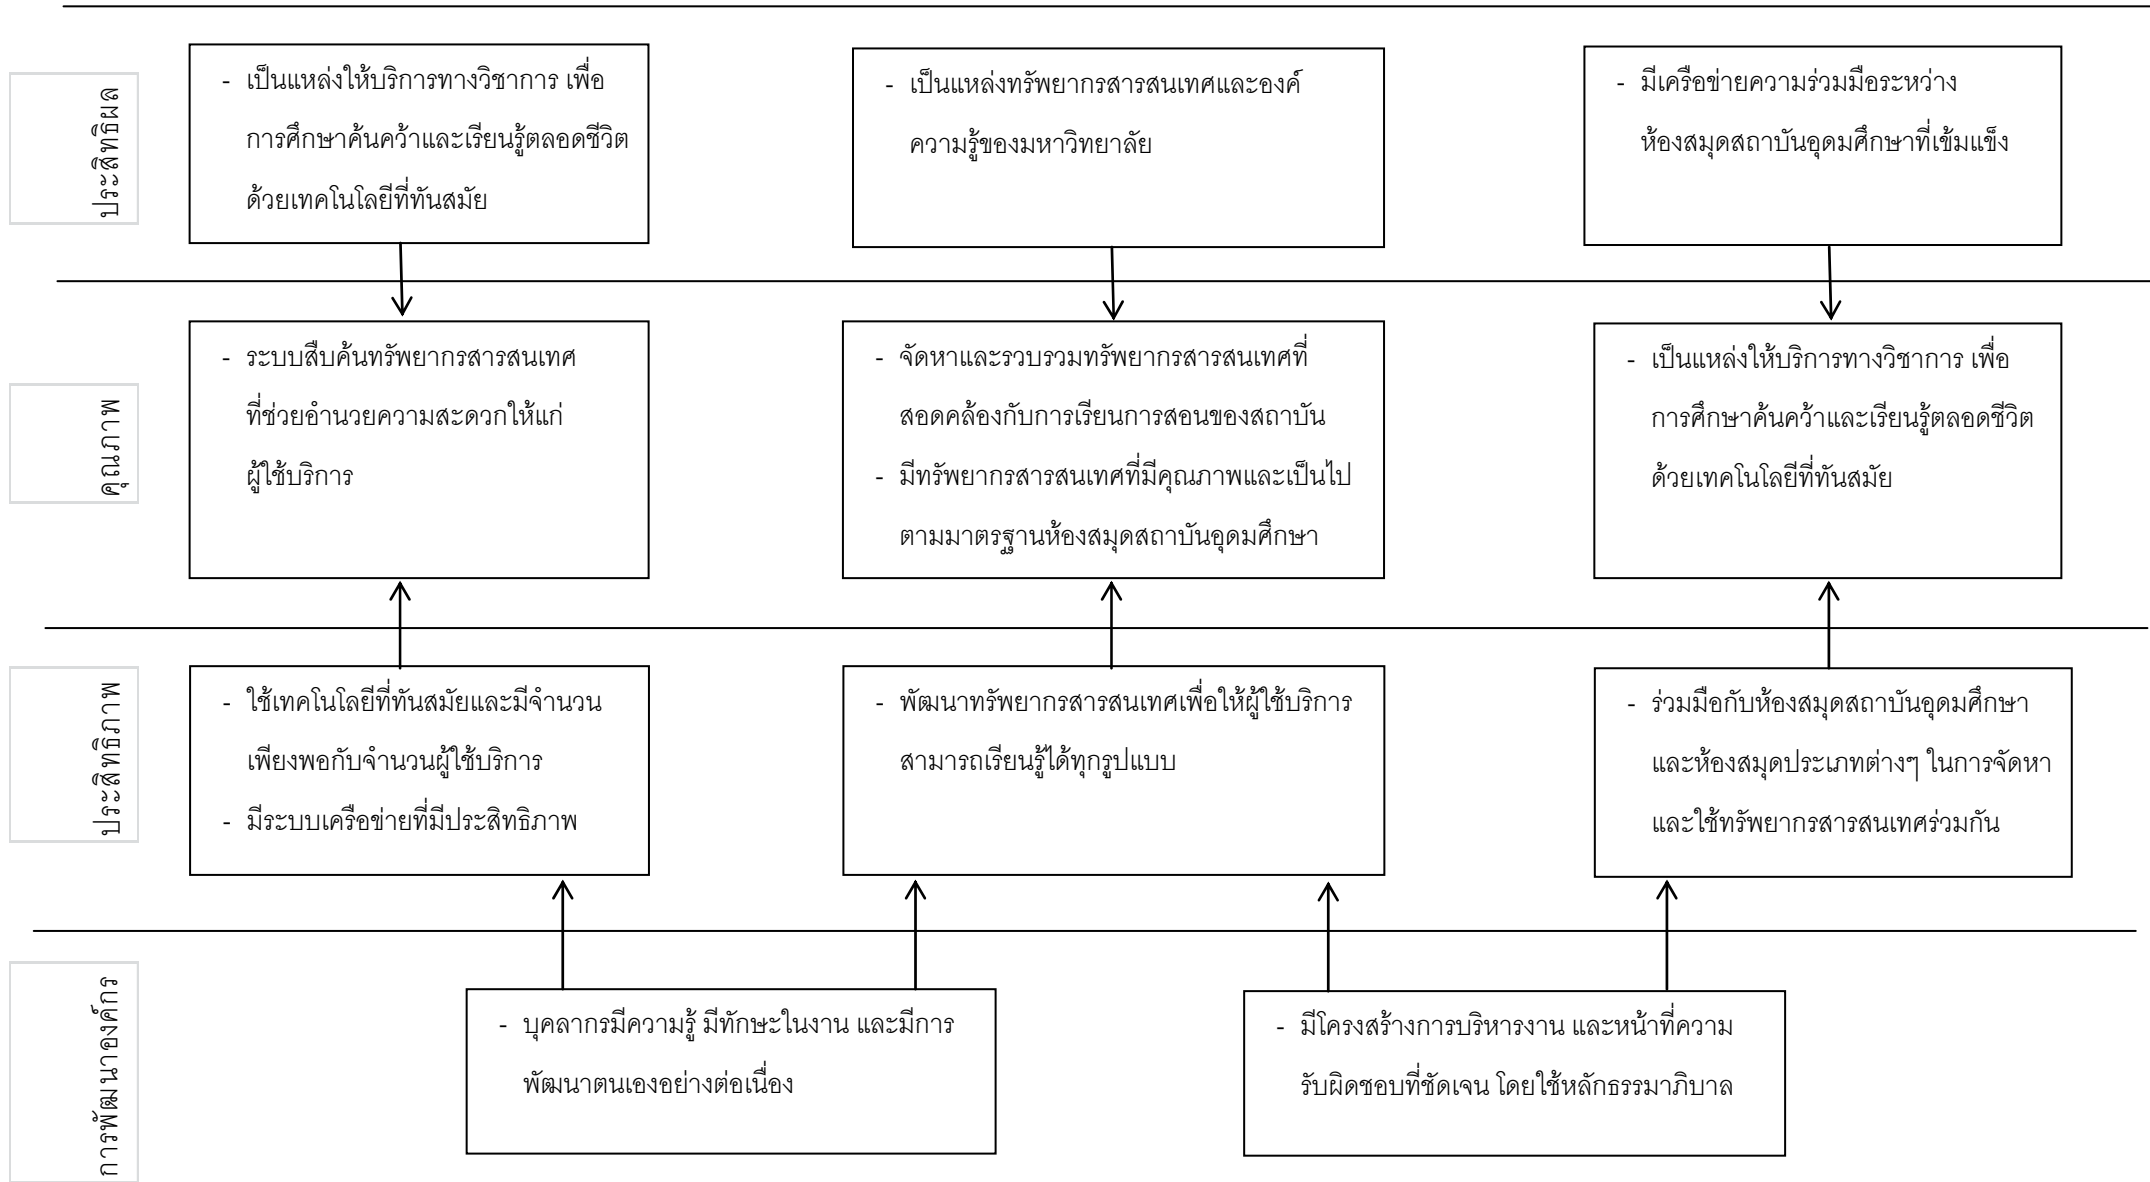 ประสิทธิผล
- เป็นแหล่งให้บริการทางวิชาการ เพื่อ
การศึกษาค้นคว้าและเรียนรู้ตลอดชีวิต
ด้วยเทคโนโลยีที่ทันสมัย
- เป็นแหล่งทรัพยากรสารสนเทศและองค์
ความรู้ของมหาวิทยาลัย
- มีเครือข่ายความร่วมมือระหว่าง
ห้องสมุดสถาบันอุดมศึกษาที่เข้มแข็ง
คุณภาพ
- ระบบสืบค้นทรัพยากรสารสนเทศ
ที่ช่วยอำนวยความสะดวกให้แก่
ผู้ใช้บริการ
- จัดหาและรวบรวมทรัพยากรสารสนเทศที่
สอดคล้องกับการเรียนการสอนของสถาบัน
- มีทรัพยากรสารสนเทศที่มีคุณภาพและเป็นไป
ตามมาตรฐานห้องสมุดสถาบันอุดมศึกษา
- เป็นแหล่งให้บริการทางวิชาการ เพื่อ
การศึกษาค้นคว้าและเรียนรู้ตลอดชีวิต
ด้วยเทคโนโลยีที่ทันสมัย
ประสิทธิภาพ
- ใช้เทคโนโลยีที่ทันสมัยและมีจำนวน
เพียงพอกับจำนวนผู้ใช้บริการ
- มีระบบเครือข่ายที่มีประสิทธิภาพ
- พัฒนาทรัพยากรสารสนเทศเพื่อให้ผู้ใช้บริการ
สามารถเรียนรู้ได้ทุกรูปแบบ
- ร่วมมือกับห้องสมุดสถาบันอุดมศึกษา
และห้องสมุดประเภทต่างๆ ในการจัดหา
และใช้ทรัพยากรสารสนเทศร่วมกัน
การพัฒนาองค์กร
- บุคลากรมีความรู้ มีทักษะในงาน และมีการ
พัฒนาตนเองอย่างต่อเนื่อง
- มีโครงสร้างการบริหารงาน และหน้าที่ความ
รับผิดชอบที่ชัดเจน โดยใช้หลักธรรมาภิบาล